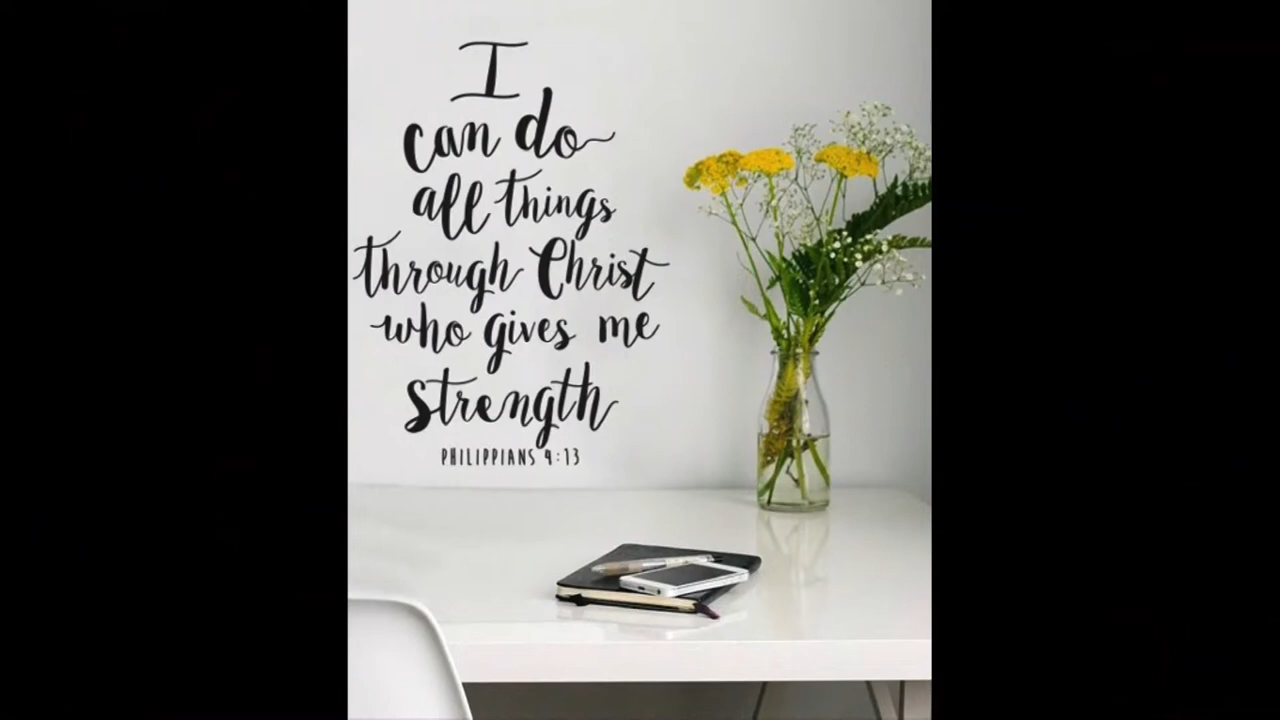 I
can do
all things
through Christ
who gives me
strength
PHILIPPIANS 4:13